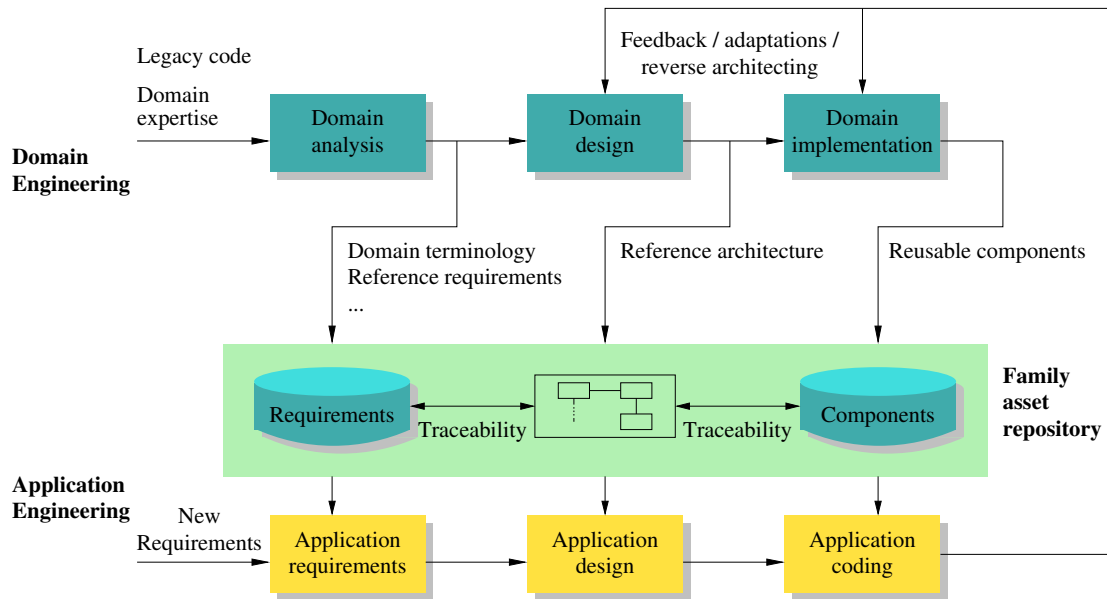 Legacy code
Domain
expertise
Feedback / adaptations /
reverse architecting
Domain
analysis
Domain
design
Domain
implementation
Domain
Engineering
Domain terminology
Reference requirements
...
Reference architecture
Reusable components
Requirements
Traceability
Traceability
Components
Family
asset
repository
Application
Engineering
New
Requirements
Application
requirements
Application
design
Application
coding